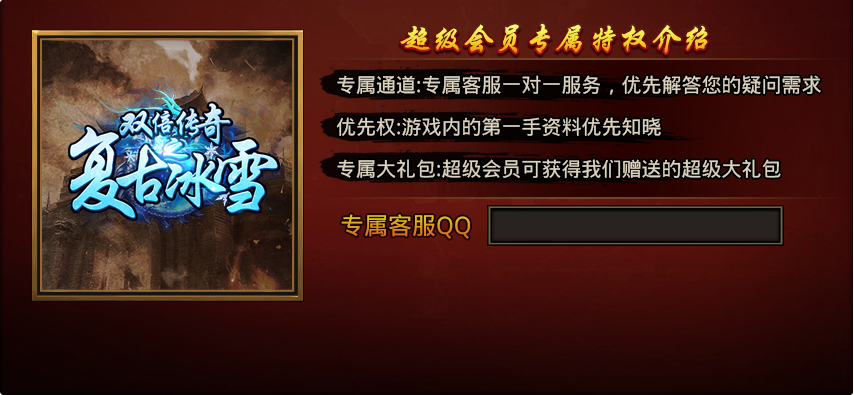 超级会员专属特权介绍
双倍传奇
之
复古冰雪
专属通道:专属客服一对一服务，优先解答您的疑问需求
优先权:游戏内的第一手资料优先知晓
专属大礼包:超级会员可获得我们赠送的超级大礼包
专属客服QQ